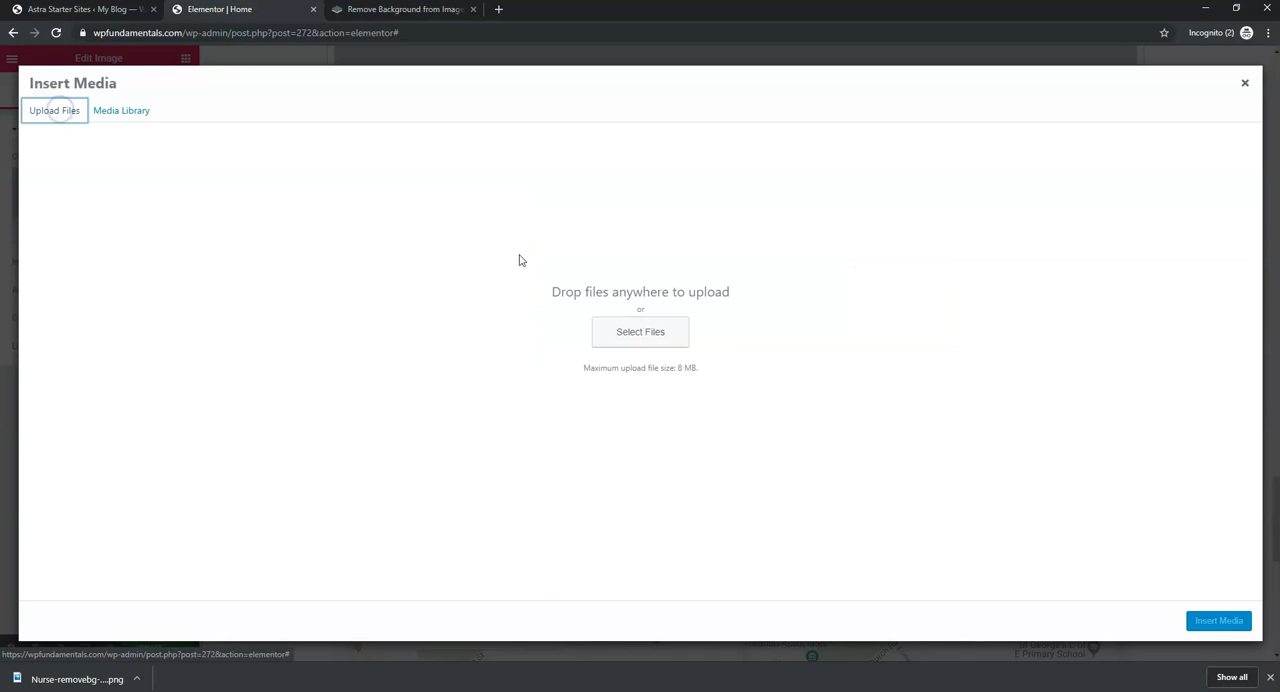 Astra Starter Sites ‹ My Blog — W
Elementor | Home
Remove Background from Image
wpfundamentals.com/wp-admin/post.php?post=272&action=elementor#
Incognito (2)
Edit Image
Insert Media
Upload Files
Media Library
Drop files anywhere to upload
or
Select Files
Maximum upload file size: 8 MB.
Insert Media
https://wpfundamentals.com/wp-admin/post.php?post=272&action=elementor#
E Primary School
Nurse-removebg-....png
Show all